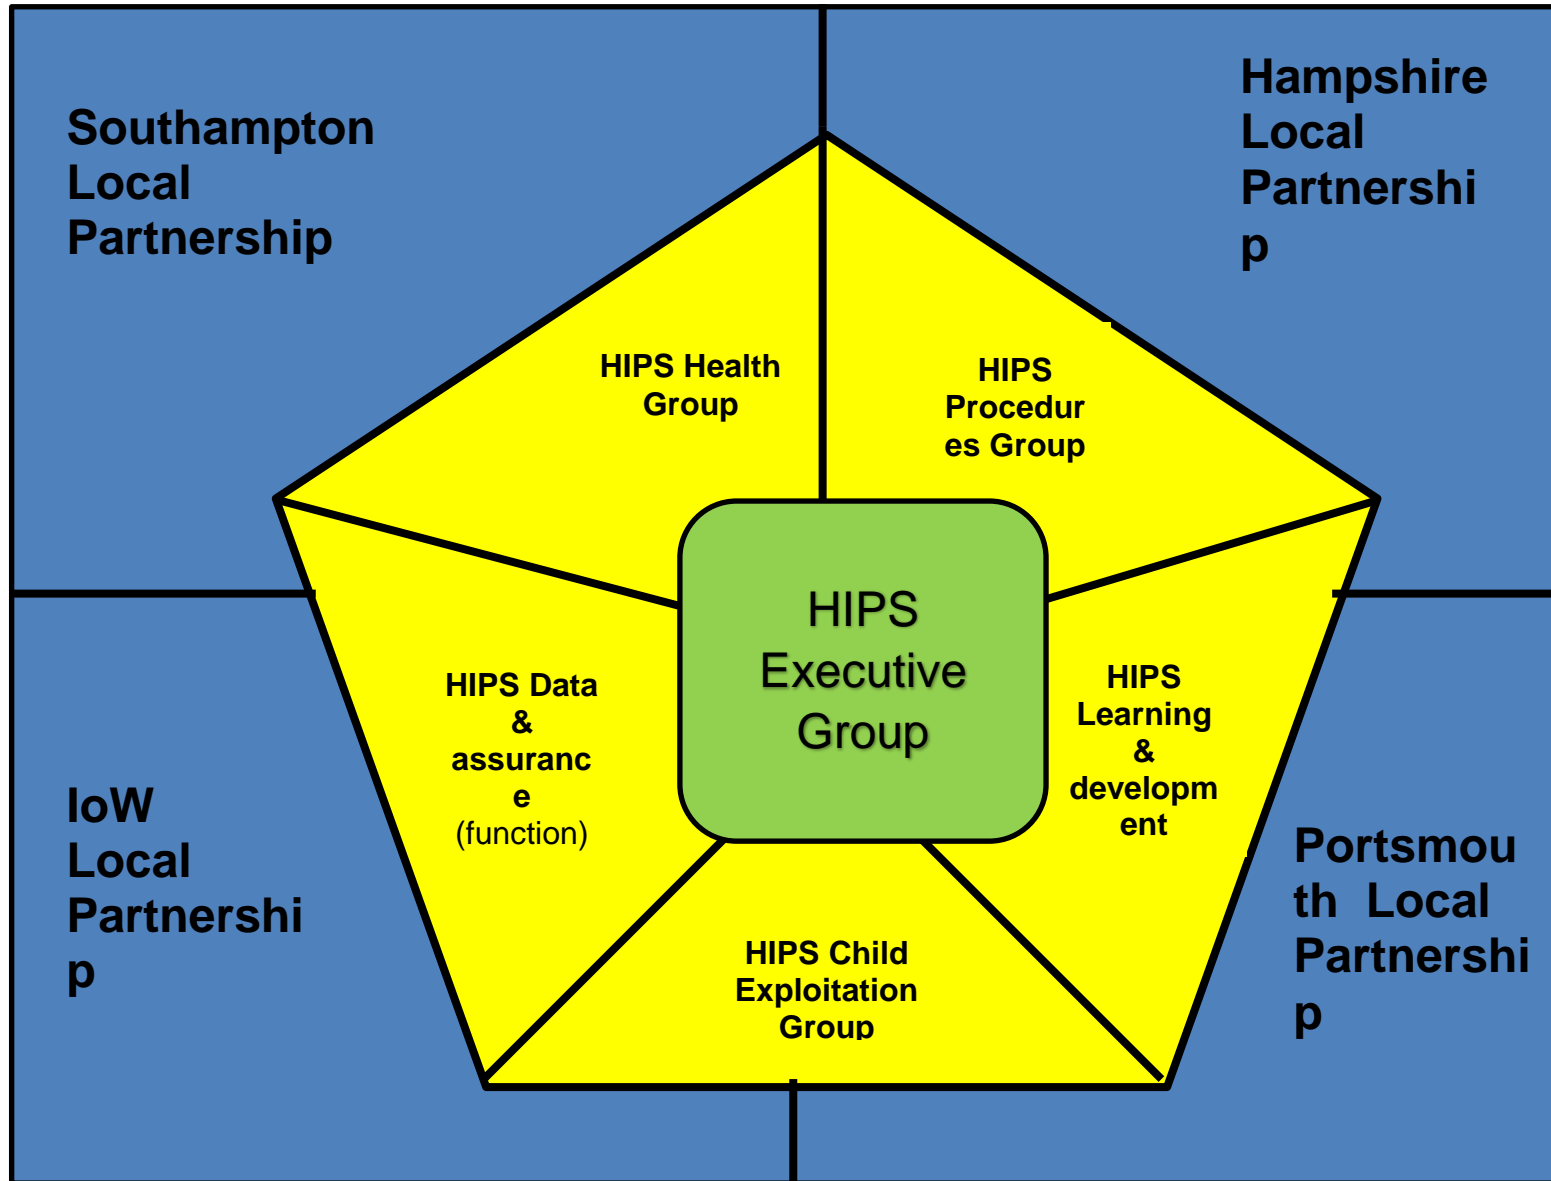 Southampton
Local
Partnership
Hampshire
Local
Partnershi
p
HIPS Health
Group
HIPS
Procedur
es Group
HIPS
Executive
Group
HIPS Data
&
assuranc
e
(function)
HIPS
Learning
&
developm
ent
IoW
Local
Partnershi
p
Portsmou
th Local
Partnershi
p
HIPS Child
Exploitation
Group